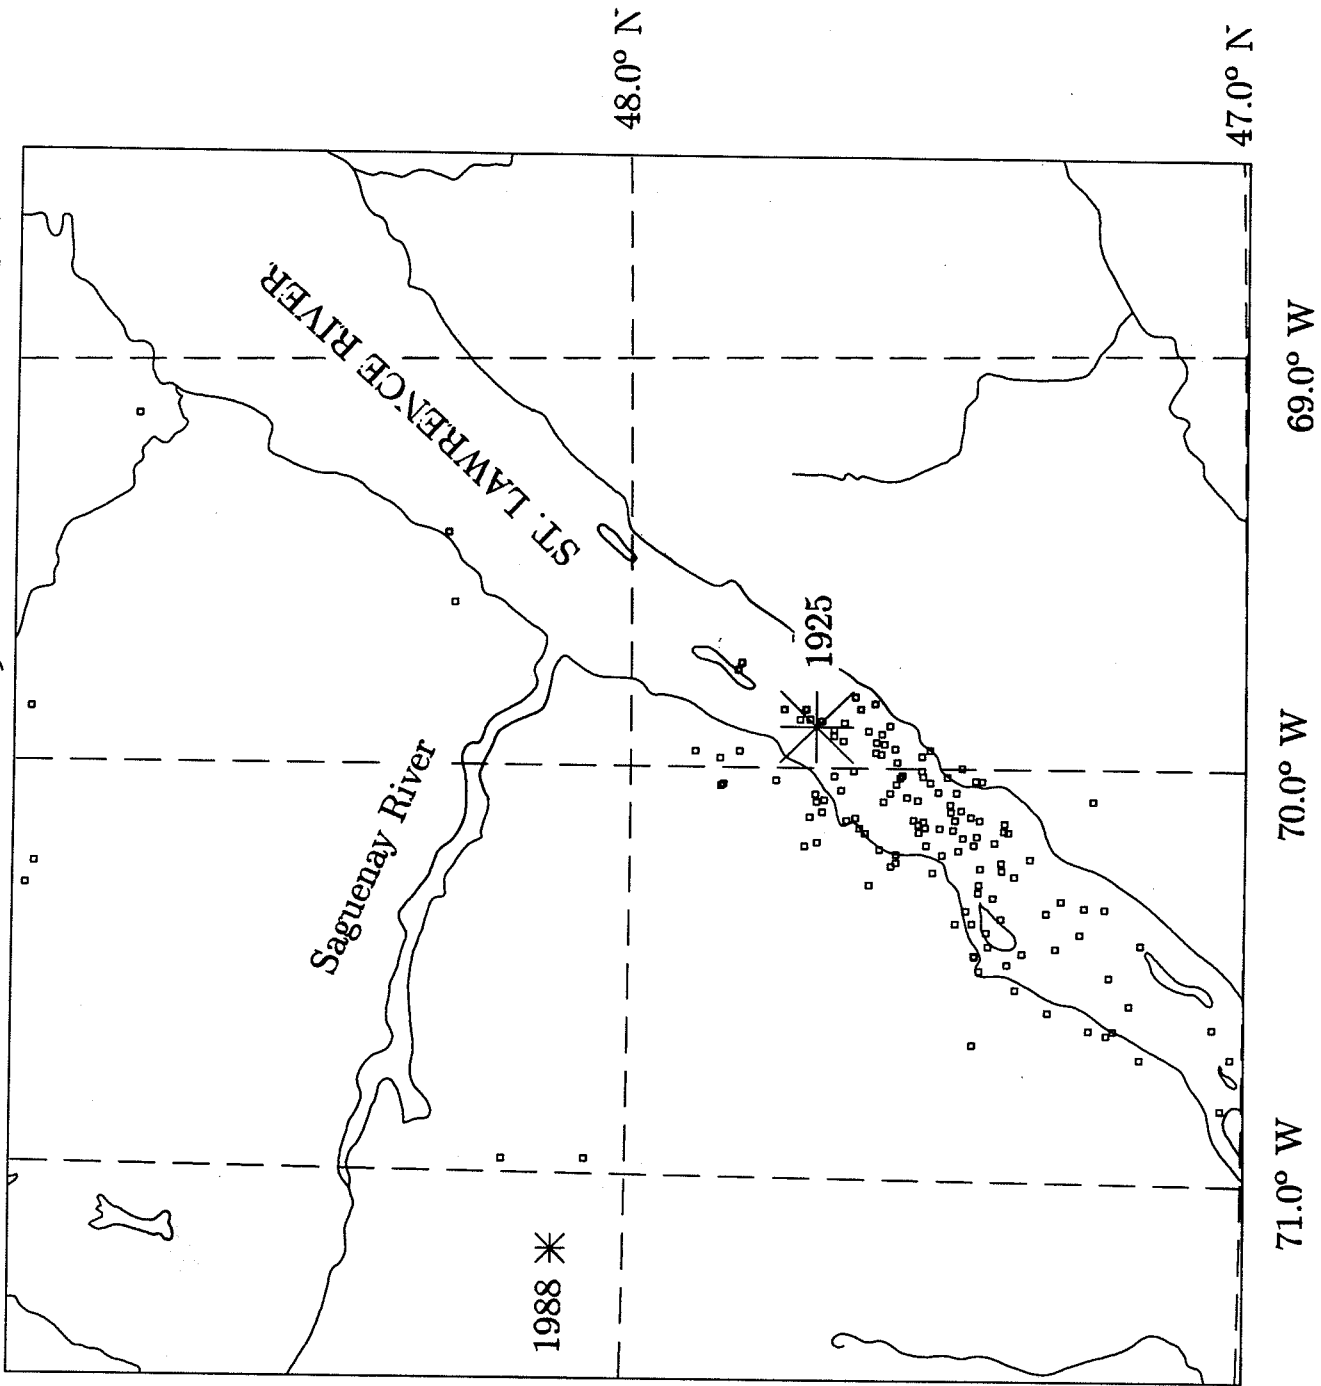 48.0° N
47.0° N
ST. LAWRENCE RIVER
69.0° W
1925
Saguenay River
70.0° W
71.0° W
1988